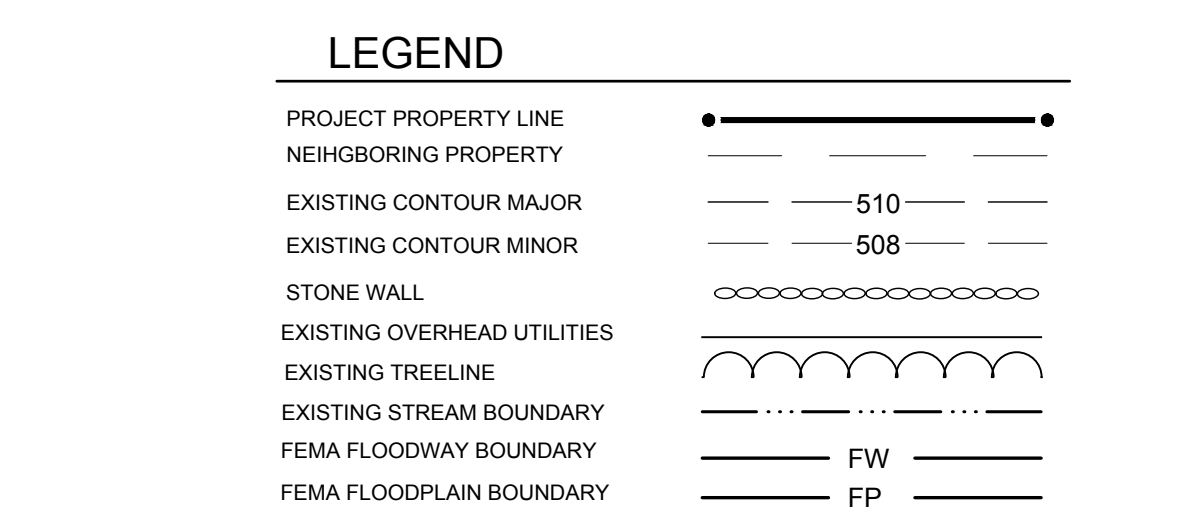 LEGEND
PROJECT PROPERTY LINE
NEIHGBORING PROPERTY
EXISTING CONTOUR MAJOR 510
EXISTING CONTOUR MINOR 508
STONE WALL
EXISTING OVERHEAD UTILITIES
EXISTING TREELINE
EXISTING STREAM BOUNDARY
FEMA FLOODWAY BOUNDARY FW
FEMA FLOODPLAIN BOUNDARY FP